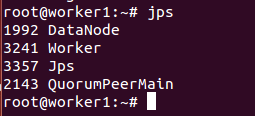 root@worker1:~# jps
1992 DataNode
3241 Worker
3357 Jps
2143 QuorumPeerMain
root@worker1:~#